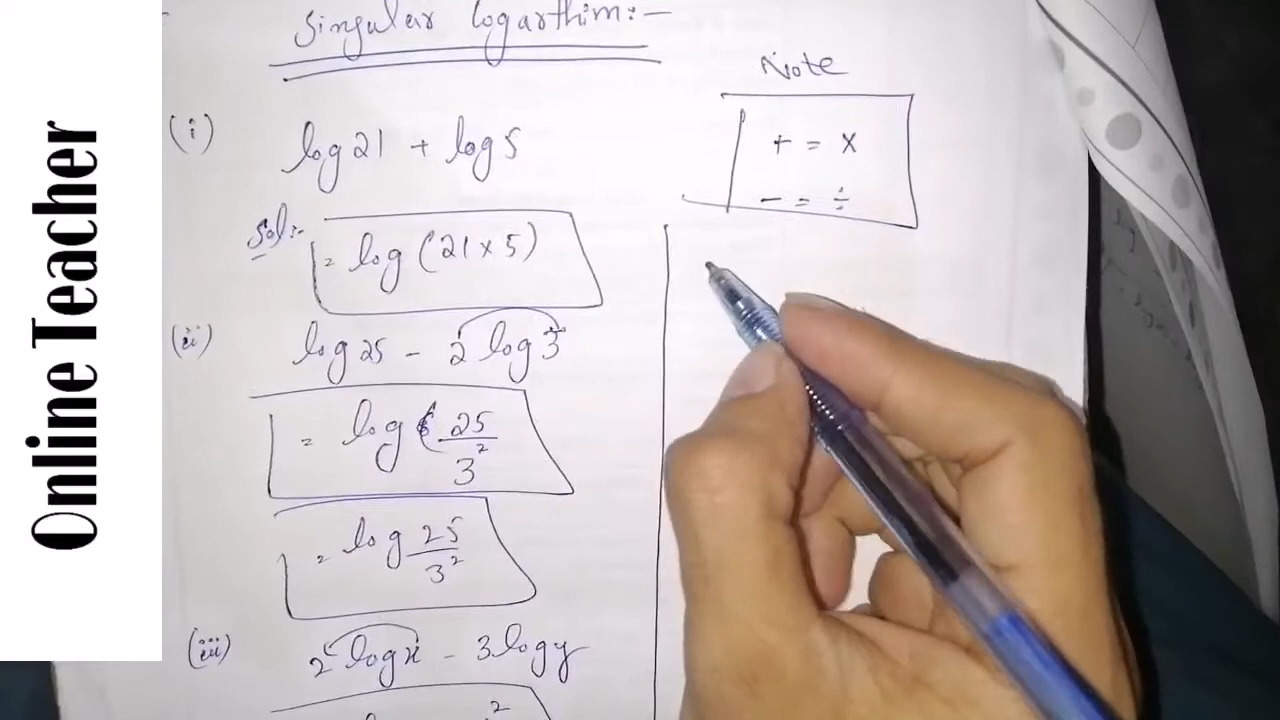 Online Teacher
Singular logarthim:-
Note
+ = ×
- = ÷
(i) log 21 + log 5
Sol:-
= log (21 × 5)
(ii) log 25 - 2 log 3
= log ( 25 / 3²
= log 25 / 3²
(iii) 2 log x - 3 log y